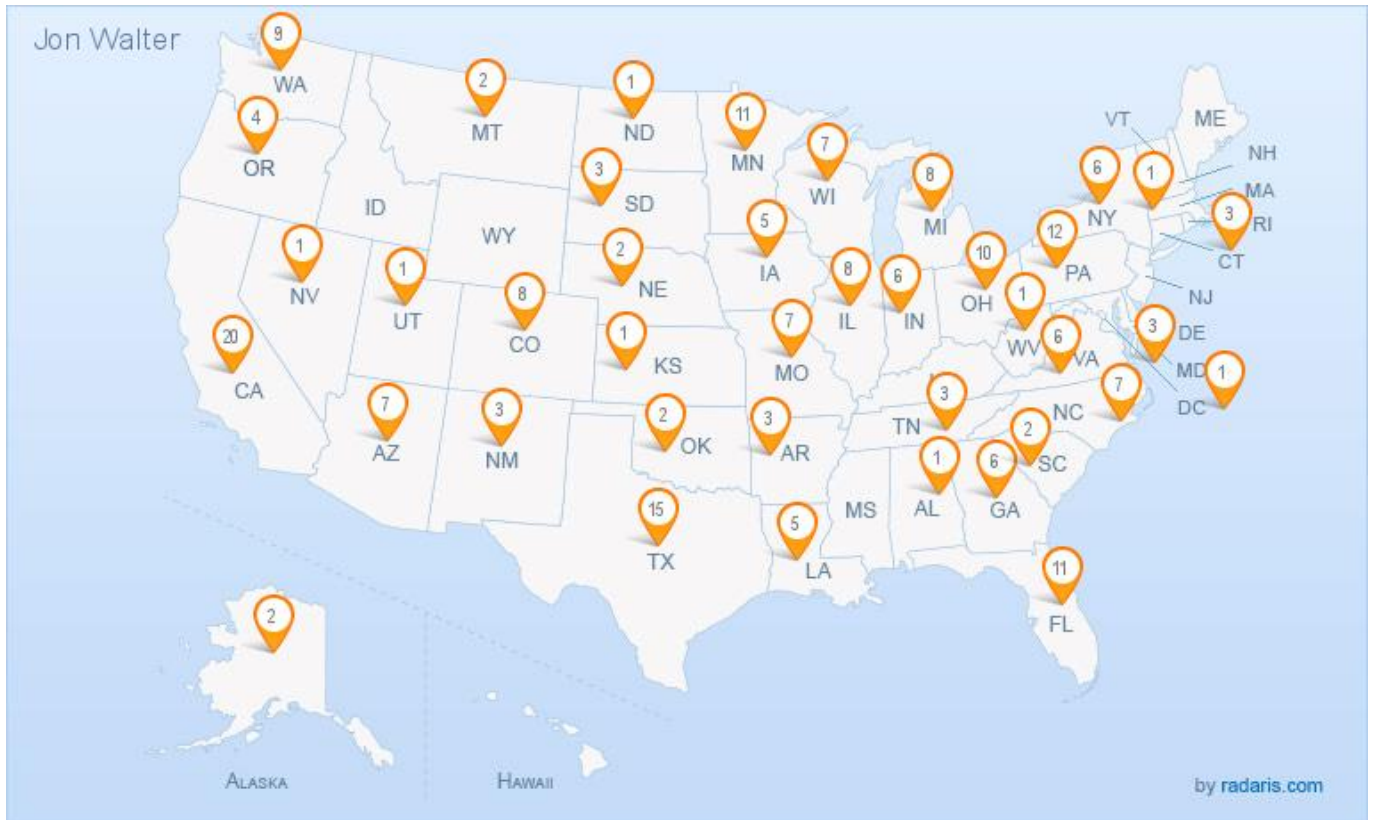 Jon Walter
9
WA
2
MT
1
ND
11
MN
7
WI
8
MI
VT
ME
NH
6
NY
1
MA
3
RI
CT
4
OR
ID
WY
3
SD
5
IA
12
PA
10
OH
NJ
1
NV
1
UT
8
CO
2
NE
8
IL
6
IN
1
WV
6
VA
3
DE
MD
1
DC
20
CA
1
KS
7
MO
7
AZ
3
NM
2
OK
3
AR
3
TN
7
NC
2
SC
15
TX
5
LA
MS
1
AL
6
GA
11
FL
2
ALASKA
HAWAII
by radaris.com